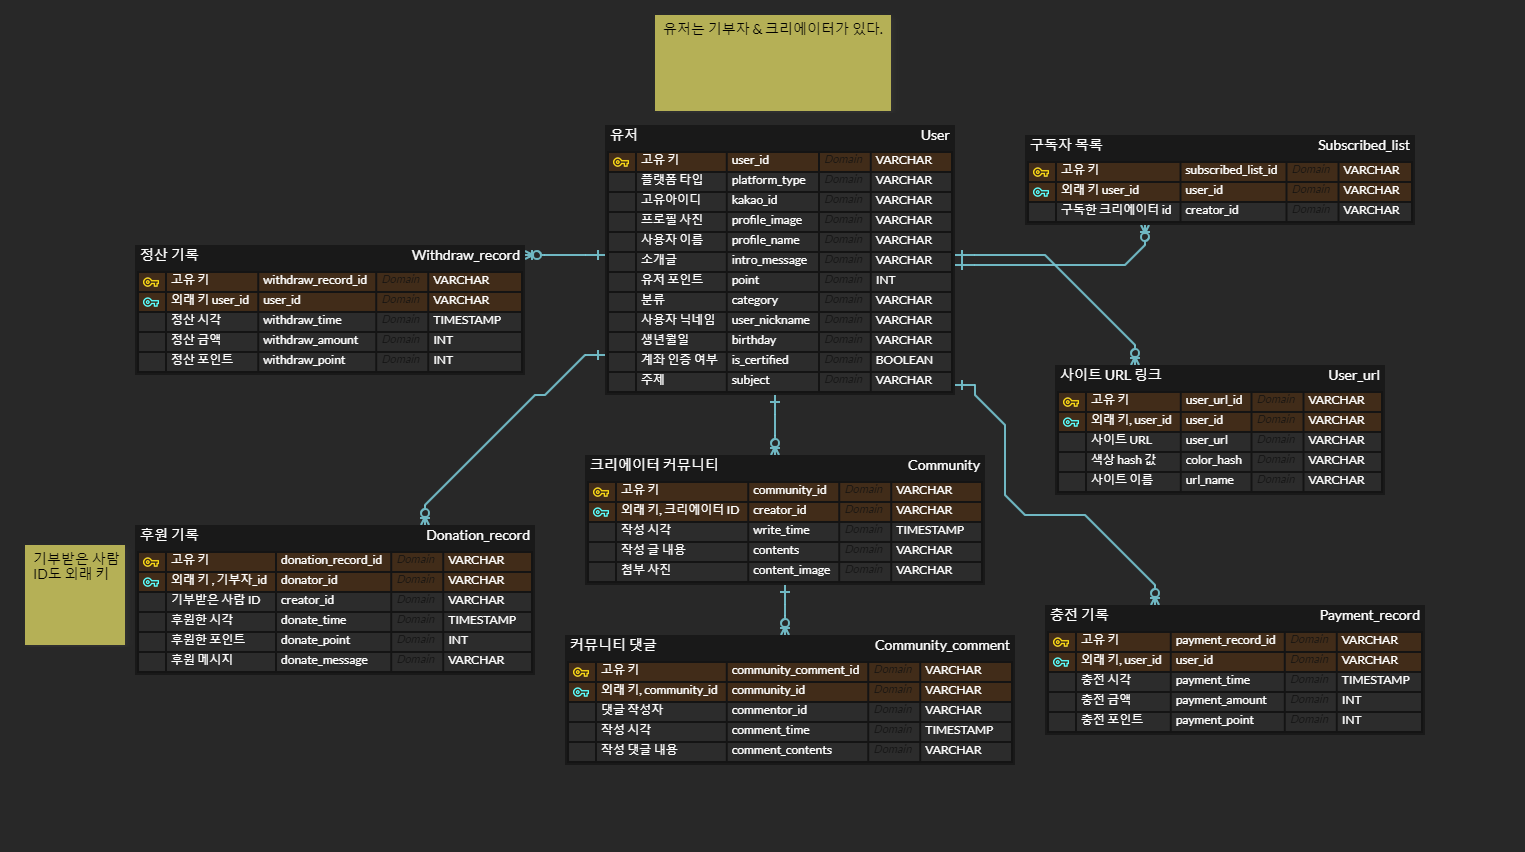 유저는 기부자 & 크리에이터가 있다.
유저 User
고유 키 user_id Domain VARCHAR
플랫폼 타입 platform_type Domain VARCHAR
고유아이디 kakao_id Domain VARCHAR
프로필 사진 profile_image Domain VARCHAR
사용자 이름 profile_name Domain VARCHAR
소개글 intro_message Domain VARCHAR
유저 포인트 point Domain INT
분류 category Domain VARCHAR
사용자 닉네임 user_nickname Domain VARCHAR
생년월일 birthday Domain VARCHAR
계좌 인증 여부 is_certified Domain BOOLEAN
주제 subject Domain VARCHAR
구독자 목록 Subscribed_list
고유 키 subscribed_list_id Domain VARCHAR
외래 키 user_id user_id Domain VARCHAR
구독한 크리에이터 id creator_id Domain VARCHAR
정산 기록 Withdraw_record
고유 키 withdraw_record_id Domain VARCHAR
외래 키 user_id user_id Domain VARCHAR
정산 시각 withdraw_time Domain TIMESTAMP
정산 금액 withdraw_amount Domain INT
정산 포인트 withdraw_point Domain INT
사이트 URL 링크 User_url
고유 키 user_url_id Domain VARCHAR
외래 키, user_id user_id Domain VARCHAR
사이트 URL user_url Domain VARCHAR
색상 hash 값 color_hash Domain VARCHAR
사이트 이름 url_name Domain VARCHAR
크리에이터 커뮤니티 Community
고유 키 community_id Domain VARCHAR
외래 키, 크리에이터 ID creator_id Domain VARCHAR
작성 시각 write_time Domain TIMESTAMP
작성 글 내용 contents Domain VARCHAR
첨부 사진 content_image Domain VARCHAR
기부받은 사람
ID도 외래 키
후원 기록 Donation_record
고유 키 donation_record_id Domain VARCHAR
외래 키 , 기부자_id donator_id Domain VARCHAR
기부받은 사람 ID creator_id Domain VARCHAR
후원한 시각 donate_time Domain TIMESTAMP
후원한 포인트 donate_point Domain INT
후원 메시지 donate_message Domain VARCHAR
커뮤니티 댓글 Community_comment
고유 키 community_comment_id Domain VARCHAR
외래 키, community_id community_id Domain VARCHAR
댓글 작성자 commentor_id Domain VARCHAR
작성 시각 comment_time Domain TIMESTAMP
작성 댓글 내용 comment_contents Domain VARCHAR
충전 기록 Payment_record
고유 키 payment_record_id Domain VARCHAR
외래 키, user_id user_id Domain VARCHAR
충전 시각 payment_time Domain TIMESTAMP
충전 금액 payment_amount Domain INT
충전 포인트 payment_point Domain INT